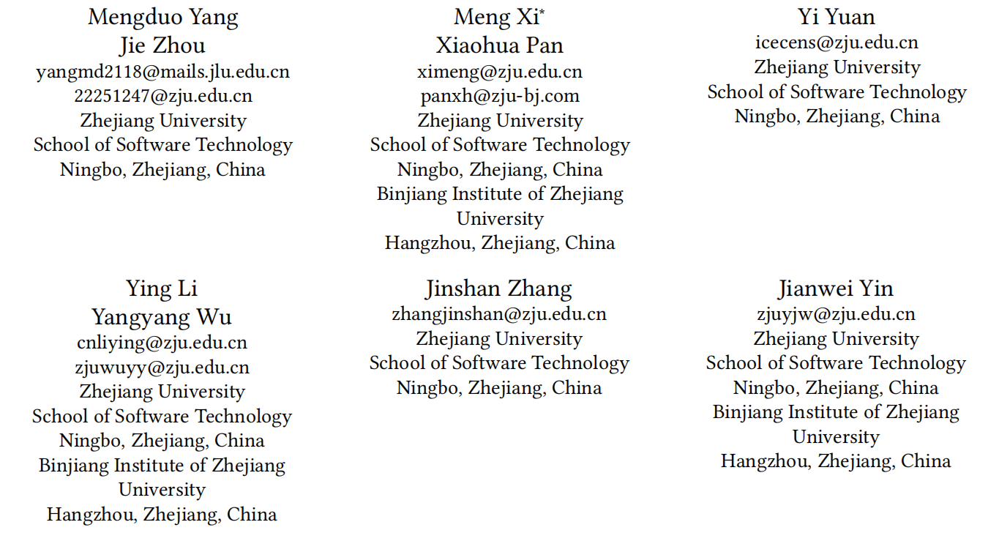 Mengduo Yang
Jie Zhou
yangmd2118@mails.jlu.edu.cn
22251247@zju.edu.cn
Zhejiang University
School of Software Technology
Ningbo, Zhejiang, China
Meng Xi*
Xiaohua Pan
ximeng@zju.edu.cn
panxh@zju-bj.com
Zhejiang University
School of Software Technology
Ningbo, Zhejiang, China
Binjiang Institute of Zhejiang
University
Hangzhou, Zhejiang, China
Yi Yuan
icecens@zju.edu.cn
Zhejiang University
School of Software Technology
Ningbo, Zhejiang, China
Ying Li
Yangyang Wu
cnliying@zju.edu.cn
zjuwuyy@zju.edu.cn
Zhejiang University
School of Software Technology
Ningbo, Zhejiang, China
Binjiang Institute of Zhejiang
University
Hangzhou, Zhejiang, China
Jinshan Zhang
zhangjinshan@zju.edu.cn
Zhejiang University
School of Software Technology
Ningbo, Zhejiang, China
Jianwei Yin
zjuyjw@zju.edu.cn
Zhejiang University
School of Software Technology
Ningbo, Zhejiang, China
Binjiang Institute of Zhejiang
University
Hangzhou, Zhejiang, China